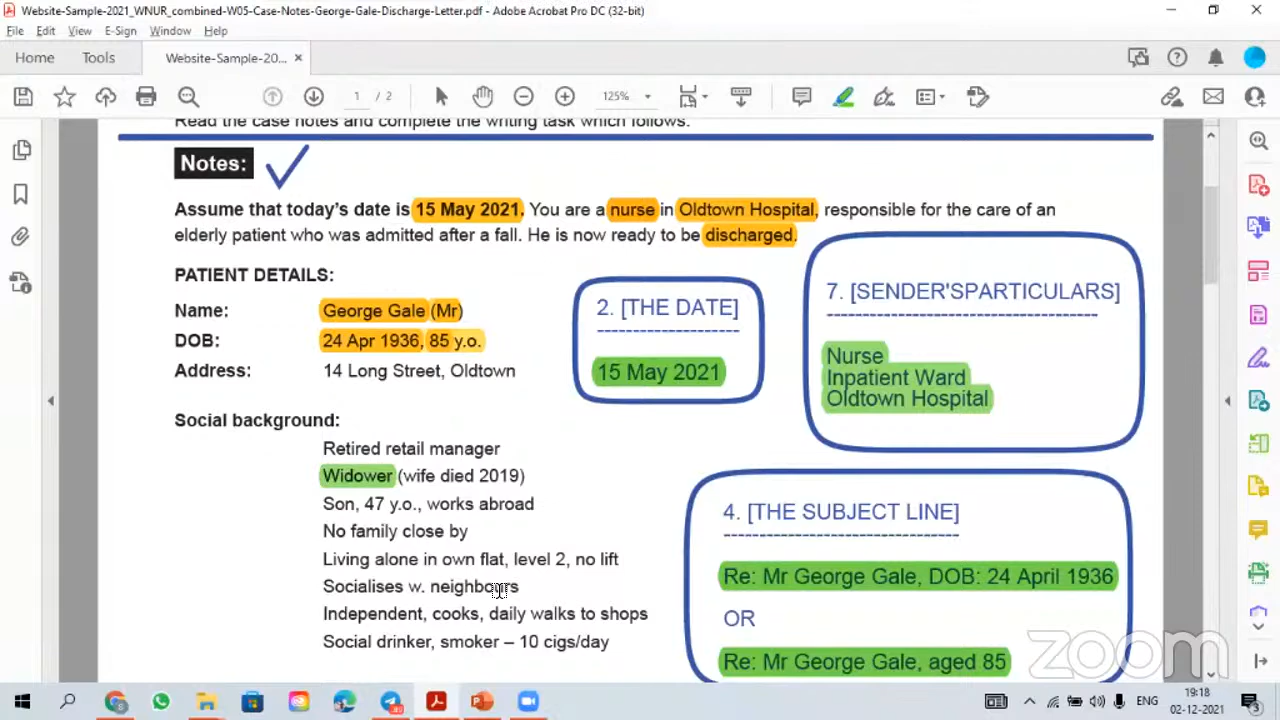 Website-Sample-2021_WNUR_combined-W05-Case-Notes-George-Gale-Discharge-Letter.pdf - Adobe Acrobat Pro DC (32-bit)
File Edit View E-Sign Window Help
Home Tools Website-Sample-20... ×
1 / 2 125%
Read the case notes and complete the writing task which follows.
Notes:
Assume that today's date is 15 May 2021. You are a nurse in Oldtown Hospital, responsible for the care of an
elderly patient who was admitted after a fall. He is now ready to be discharged.
PATIENT DETAILS:
Name: George Gale (Mr)
DOB: 24 Apr 1936, 85 y.o.
Address: 14 Long Street, Oldtown
2. [THE DATE]
--------------------
15 May 2021
7. [SENDER'SPARTICULARS]
--------------------------------------
Nurse
Inpatient Ward
Oldtown Hospital
Social background:
Retired retail manager
Widower (wife died 2019)
Son, 47 y.o., works abroad
No family close by
Living alone in own flat, level 2, no lift
Socialises w. neighbours
Independent, cooks, daily walks to shops
Social drinker, smoker – 10 cigs/day
4. [THE SUBJECT LINE]
---------------------------------
Re: Mr George Gale, DOB: 24 April 1936
OR
Re: Mr George Gale, aged 85
zoom
ENG
19:18
02-12-2021
3